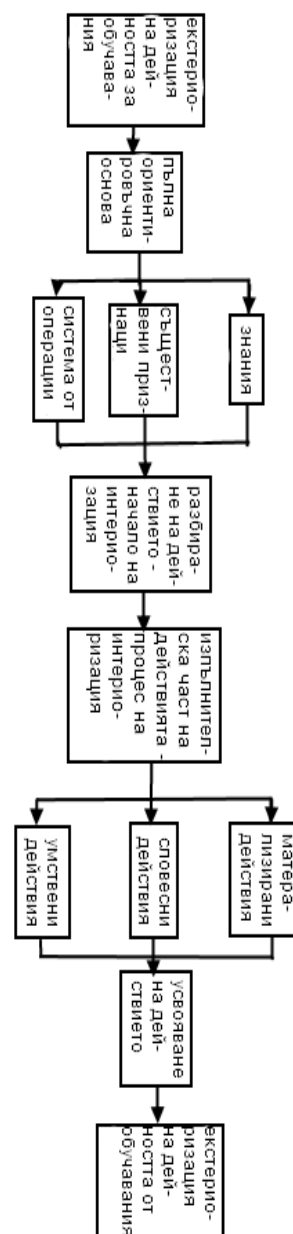 екстерио-
ризация
на дей-
ността за
обучава-
ния
пълна
ориенти-
ровъчна
основа
знания
същест-
вени приз-
наци
система от
операции
разбира-
не на дей-
ствието -
начало на
интерио-
зация
изпълнител-
ска част на
действията -
процес на
интерио-
ризация
матера-
лизирани
действия
словесни
действия
умствени
действия
усвояване
на дей-
ствието
екстерио-
ризация
на дей-
ността от
обучавания